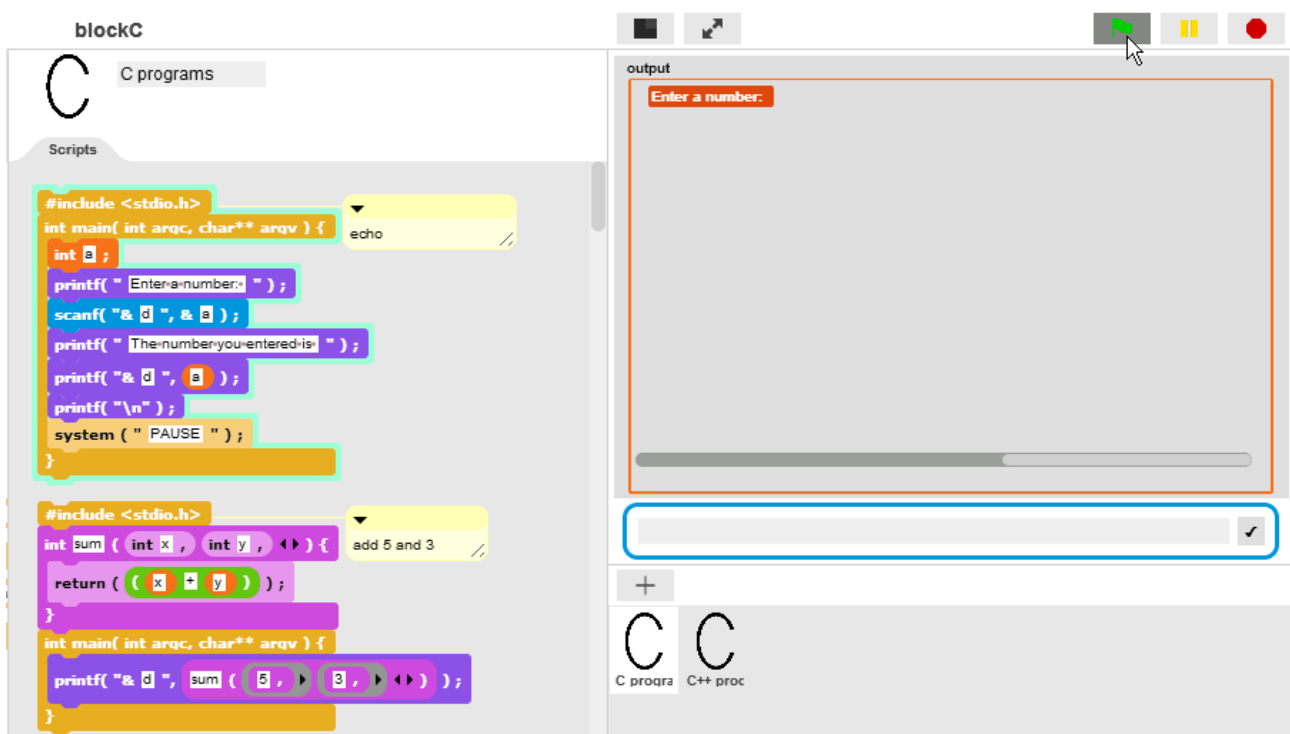 blockC
C
C programs
Scripts
#include <stdio.h>
int main( int argc, char** argv ) {
int a ;
printf( " Enter·a·number:· " ) ;
scanf( "& d ", & a ) ;
printf( " The·number·you·entered·is· " ) ;
printf( "& d ", a ) ;
printf( "\n" ) ;
system ( " PAUSE " ) ;
}
echo
#include <stdio.h>
int sum ( int x , int y , ) {
return ( ( x + y ) ) ;
}
int main( int argc, char** argv ) {
printf( "& d ", sum ( 5 , 3 , ) ) ;
}
add 5 and 3
output
Enter a number:
C C
C progra C++ proc